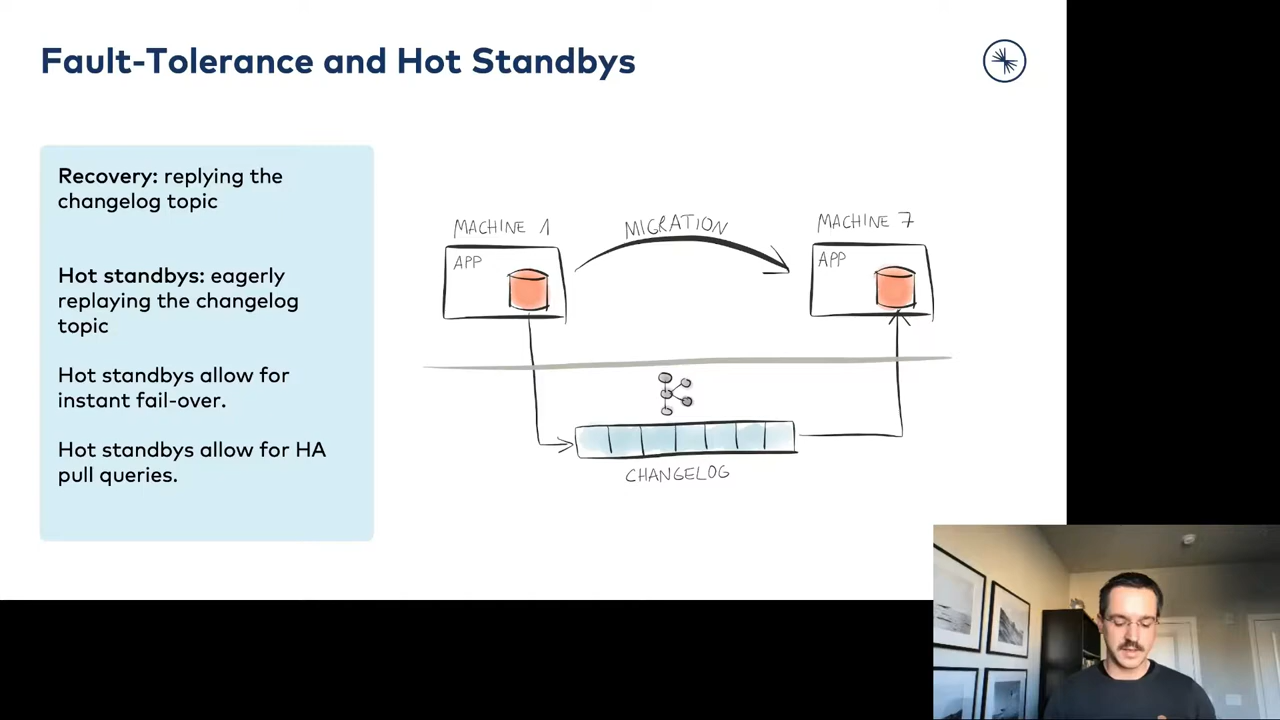 Fault-Tolerance and Hot Standbys
Recovery: replying the
changelog topic
Hot standbys: eagerly
replaying the changelog
topic
Hot standbys allow for
instant fail-over.
Hot standbys allow for HA
pull queries.
MACHINE 1
MIGRATION
MACHINE 7
APP
APP
CHANGELOG